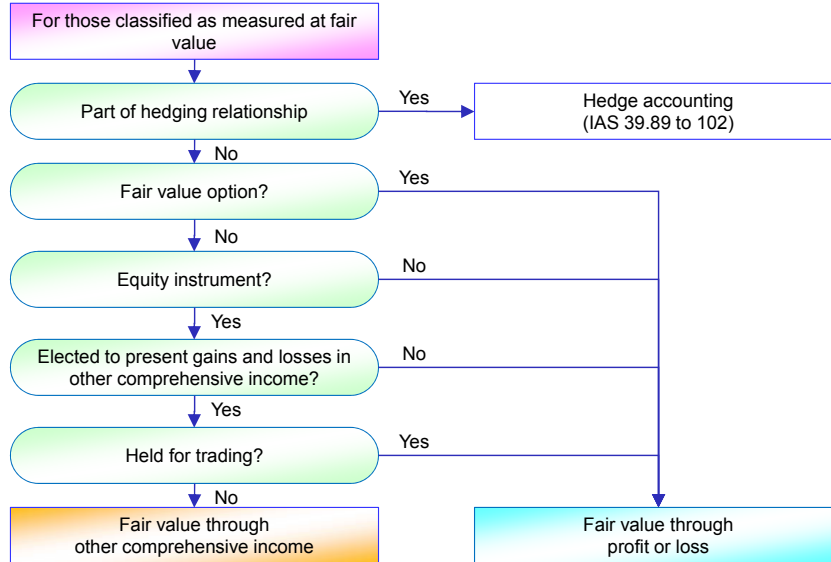 For those classified as measured at fair
value
Part of hedging relationship
Yes
Hedge accounting
(IAS 39.89 to 102)
No
Fair value option?
Yes
No
Equity instrument?
No
Yes
Elected to present gains and losses in
other comprehensive income?
No
Yes
Held for trading?
Yes
No
Fair value through
other comprehensive income
Fair value through
profit or loss